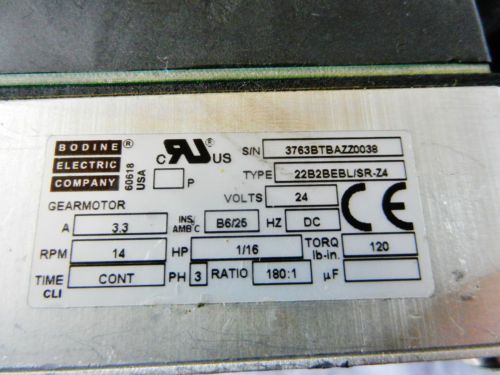 BODINE ®
ELECTRIC
COMPANY
60618
USA
C RU US
P
S/N 3763BTBAZZ0038
TYPE 22B2BEBL/SR-Z4
VOLTS 24
CE
GEARMOTOR
A 3.3 INS/ AMB°C B6/25 HZ DC
RPM 14 HP 1/16 TORQ lb-in. 120
TIME CONT PH 3 RATIO 180:1 µF
CLI